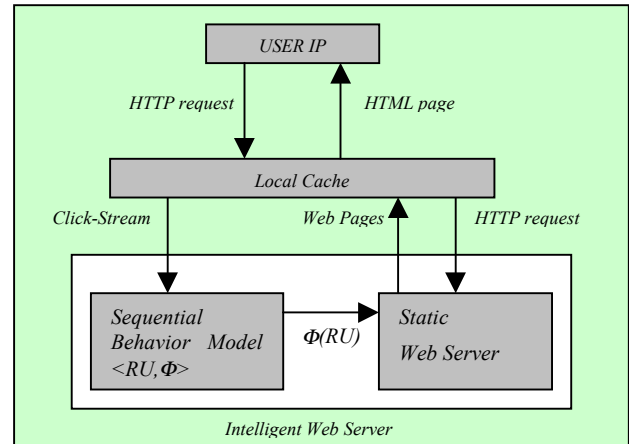 USER IP
HTTP request
HTML page
Local Cache
Click-Stream
Web Pages
HTTP request
Sequential
Behavior Model
<RU,Φ>
Φ(RU)
Static
Web Server
Intelligent Web Server